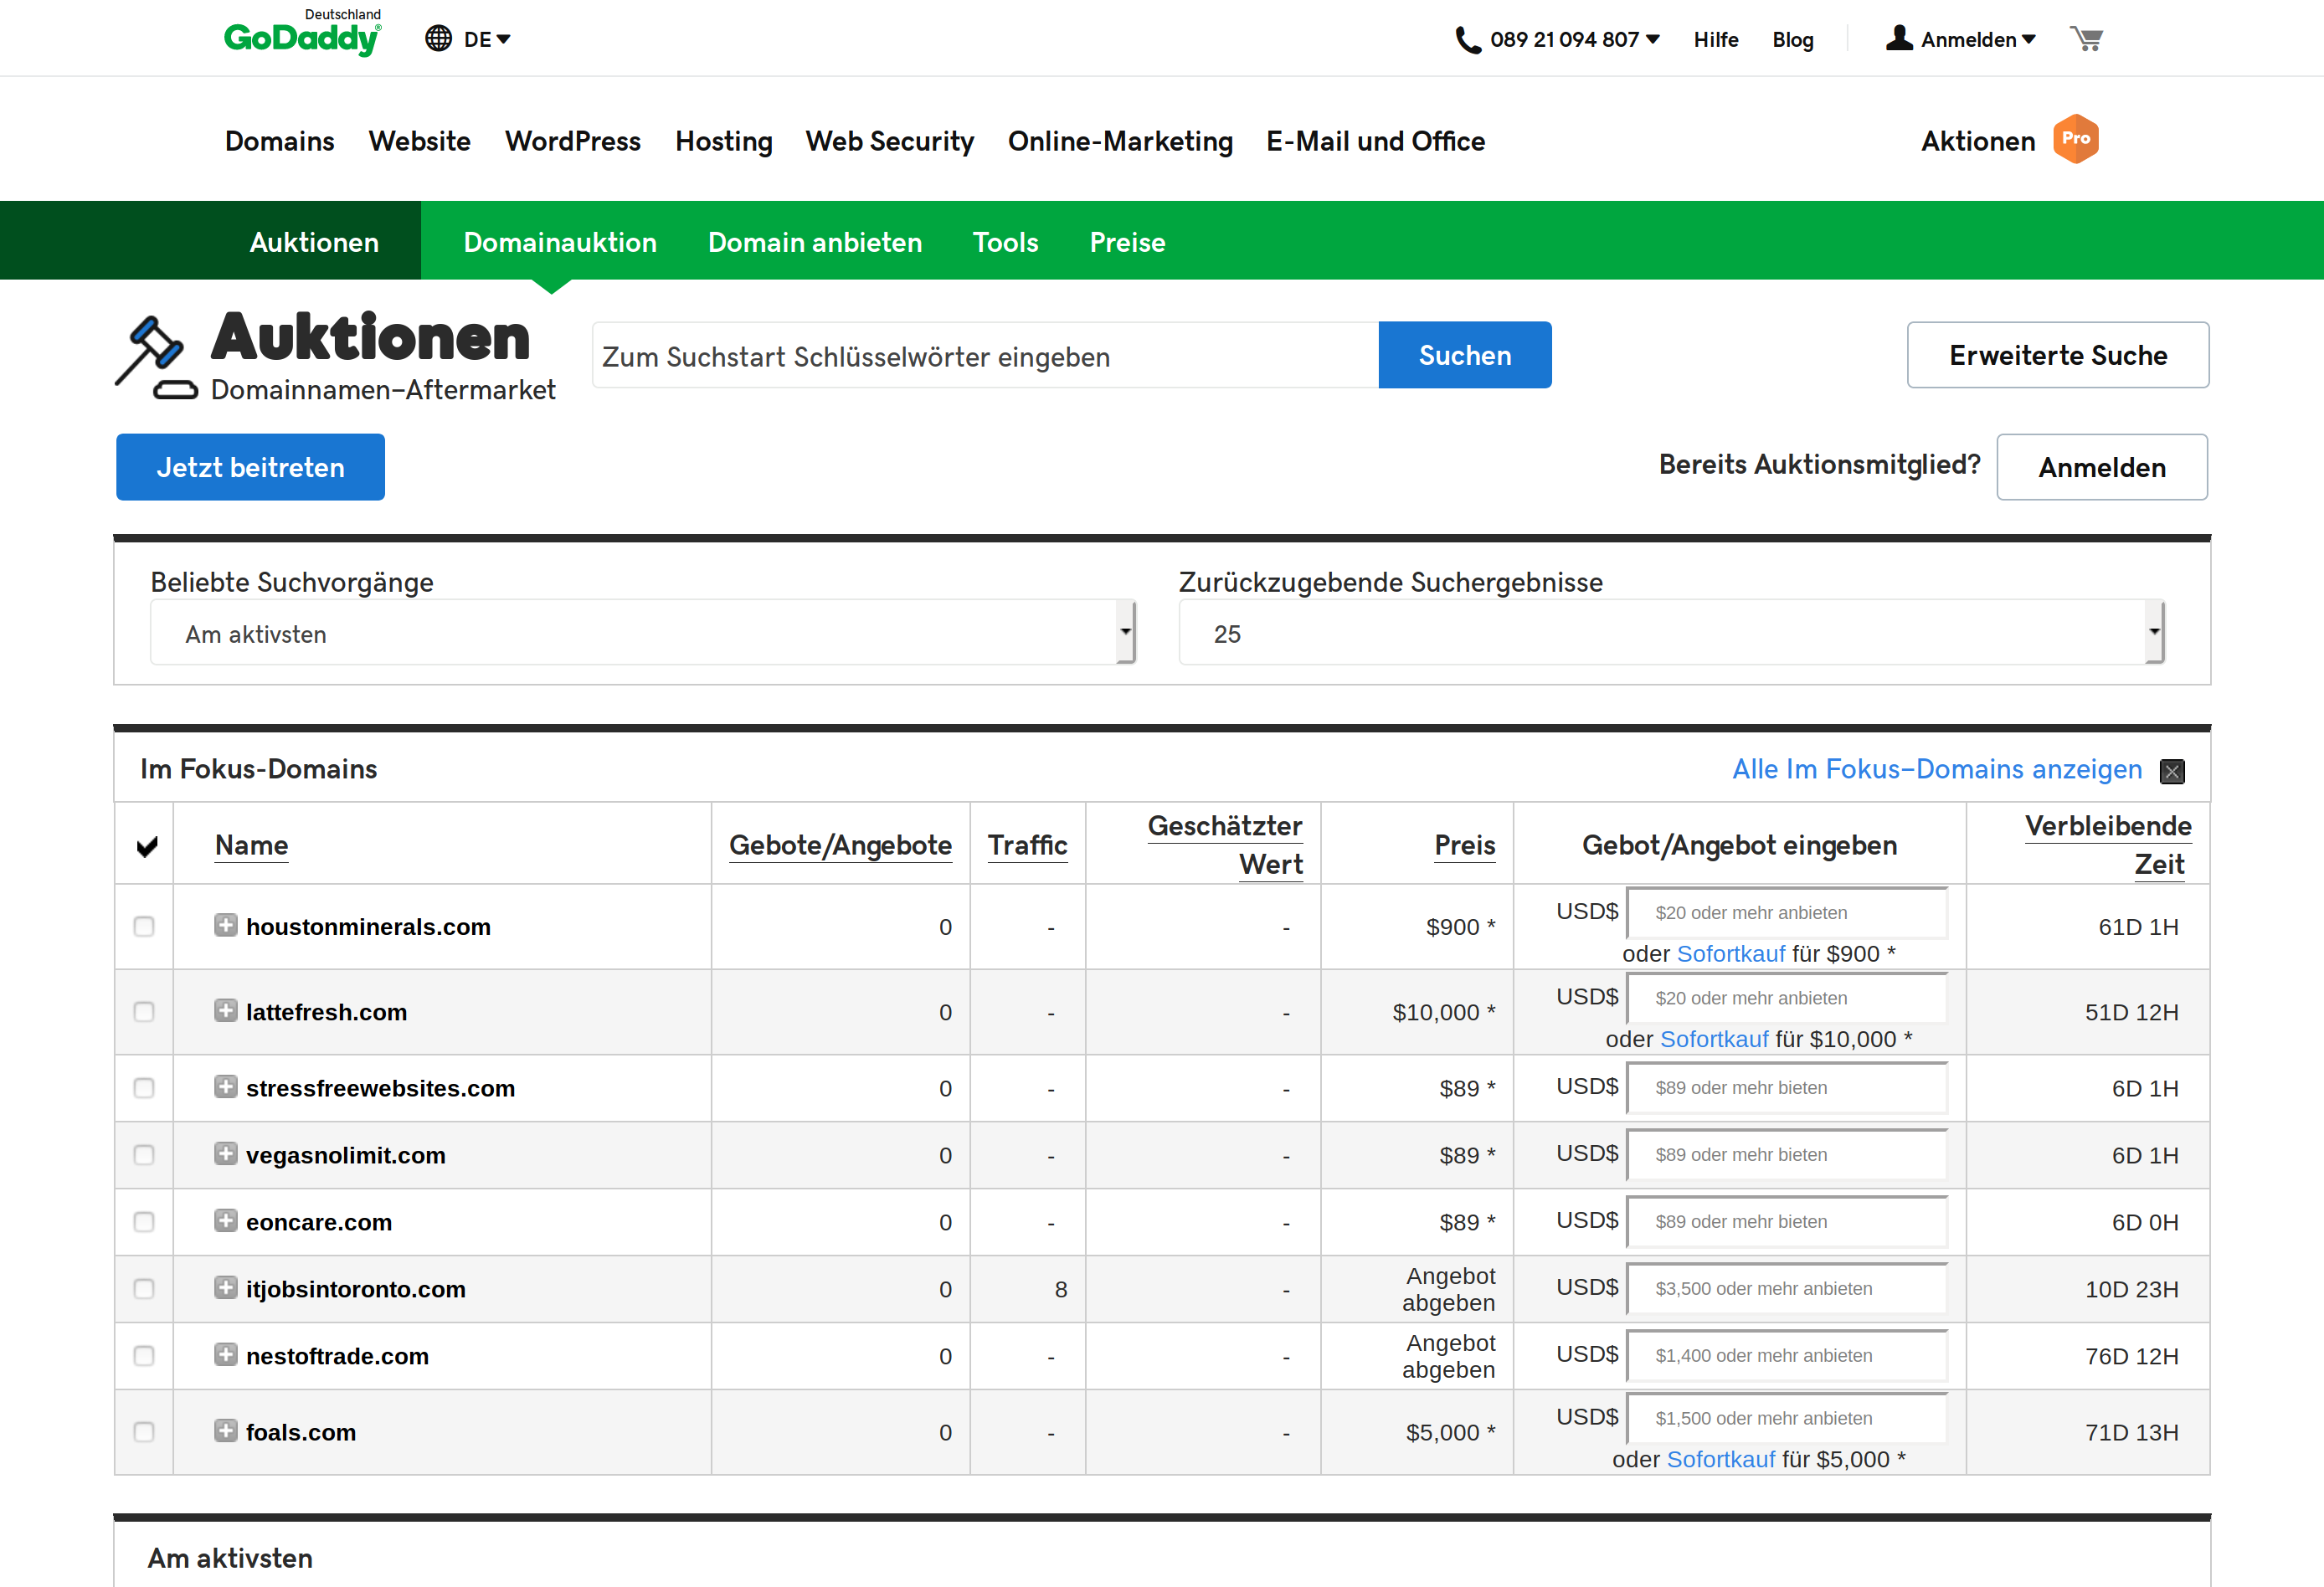 Deutschland
GoDaddy®
DE
089 21 094 807
Hilfe
Blog
Anmelden
Domains
Website
WordPress
Hosting
Web Security
Online-Marketing
E-Mail und Office
Aktionen
Pro
Auktionen
Domainauktion
Domain anbieten
Tools
Preise
Auktionen
Domainnamen-Aftermarket
Zum Suchstart Schlüsselwörter eingeben
Suchen
Erweiterte Suche
Jetzt beitreten
Bereits Auktionsmitglied?
Anmelden
Beliebte Suchvorgänge
Am aktivsten
Zurückzugebende Suchergebnisse
25
Im Fokus-Domains
Alle Im Fokus-Domains anzeigen
Name
Gebote/Angebote
Traffic
Geschätzter
Wert
Preis
Gebot/Angebot eingeben
Verbleibende
Zeit
houstonminerals.com
0
-
-
$900 *
USD$
$20 oder mehr anbieten
oder Sofortkauf für $900 *
61D 1H
lattefresh.com
0
-
-
$10,000 *
USD$
$20 oder mehr anbieten
oder Sofortkauf für $10,000 *
51D 12H
stressfreewebsites.com
0
-
-
$89 *
USD$
$89 oder mehr bieten
6D 1H
vegasnolimit.com
0
-
-
$89 *
USD$
$89 oder mehr bieten
6D 1H
eoncare.com
0
-
-
$89 *
USD$
$89 oder mehr bieten
6D 0H
itjobsintoronto.com
0
8
-
Angebot
abgeben
USD$
$3,500 oder mehr anbieten
10D 23H
nestoftrade.com
0
-
-
Angebot
abgeben
USD$
$1,400 oder mehr anbieten
76D 12H
foals.com
0
-
-
$5,000 *
USD$
$1,500 oder mehr anbieten
oder Sofortkauf für $5,000 *
71D 13H
Am aktivsten